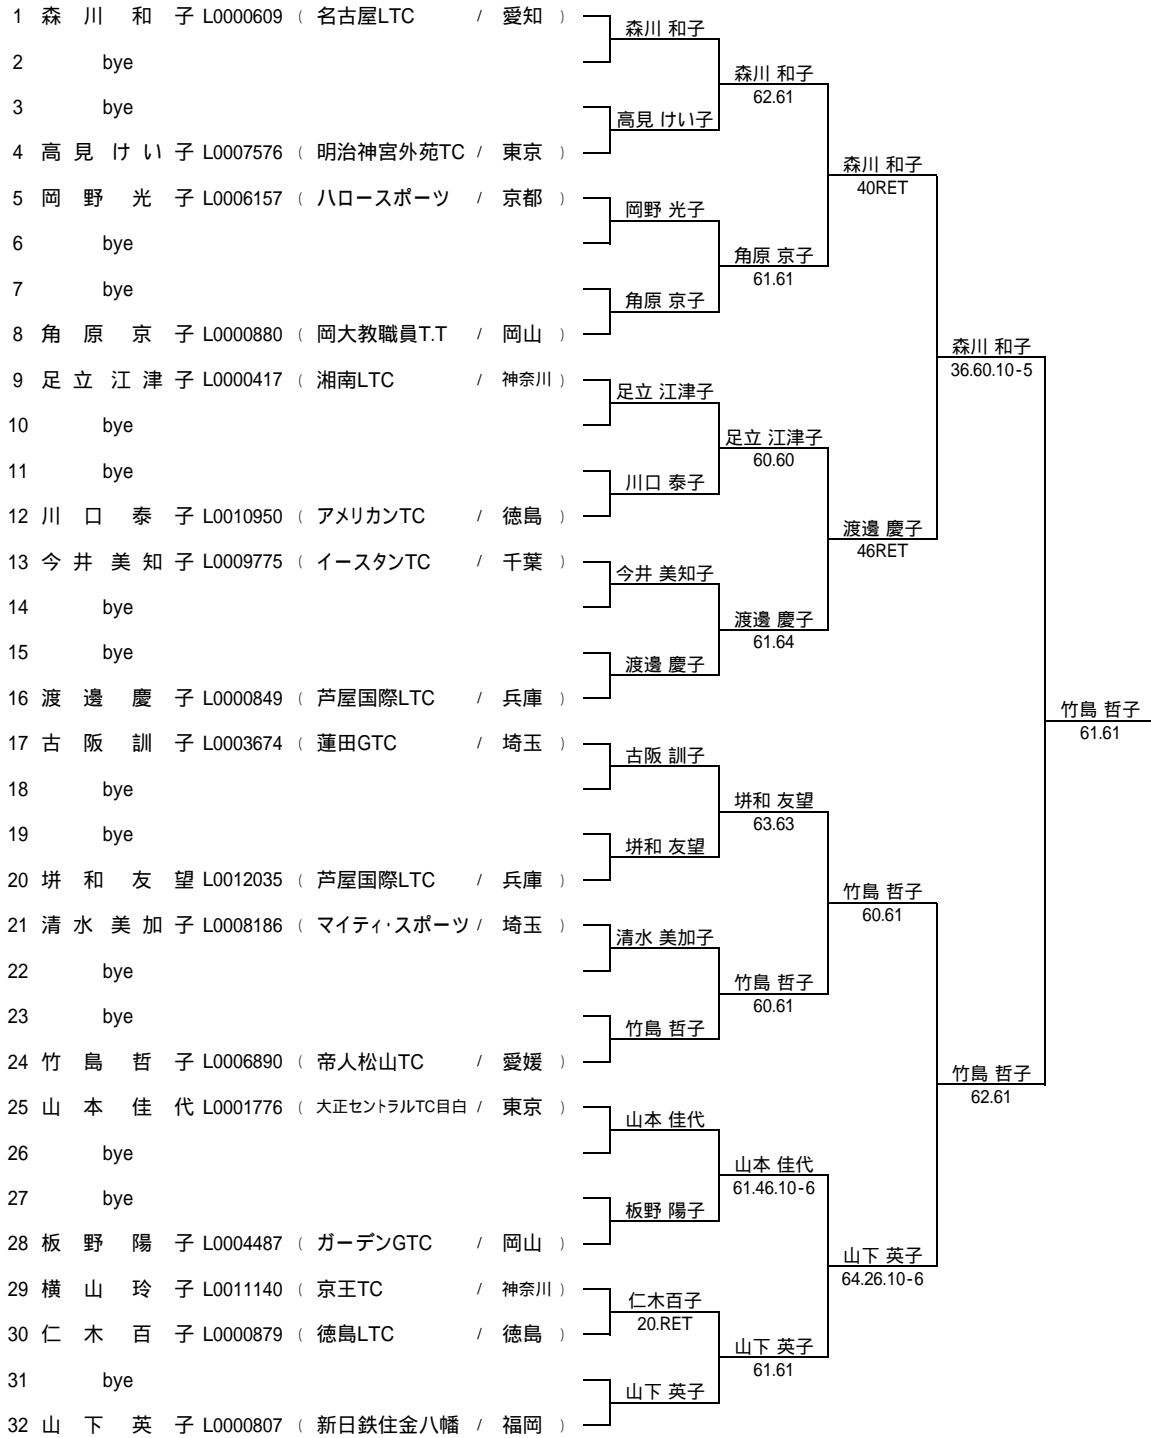 1 森 川 和 子 L0000609 ( 名古屋LTC / 愛知 )
2 bye
3 bye
4 高 見 け い 子 L0007576 ( 明治神宮外苑TC / 東京 )
5 岡 野 光 子 L0006157 ( ハロースポーツ / 京都 )
6 bye
7 bye
8 角 原 京 子 L0000880 ( 岡大教職員T.T / 岡山 )
9 足 立 江 津 子 L0000417 ( 湘南LTC / 神奈川 )
10 bye
11 bye
12 川 口 泰 子 L0010950 ( アメリカンTC / 徳島 )
13 今 井 美 知 子 L0009775 ( イースタンTC / 千葉 )
14 bye
15 bye
16 渡 邊 慶 子 L0000849 ( 芦屋国際LTC / 兵庫 )
17 古 阪 訓 子 L0003674 ( 蓮田GTC / 埼玉 )
18 bye
19 bye
20 垪 和 友 望 L0012035 ( 芦屋国際LTC / 兵庫 )
21 清 水 美 加 子 L0008186 ( マイティ・スポーツ / 埼玉 )
22 bye
23 bye
24 竹 島 哲 子 L0006890 ( 帝人松山TC / 愛媛 )
25 山 本 佳 代 L0001776 ( 大正セントラルTC目白 / 東京 )
26 bye
27 bye
28 板 野 陽 子 L0004487 ( ガーデンGTC / 岡山 )
29 横 山 玲 子 L0011140 ( 京王TC / 神奈川 )
30 仁 木 百 子 L0000879 ( 徳島LTC / 徳島 )
31 bye
32 山 下 英 子 L0000807 ( 新日鉄住金八幡 / 福岡 )
森川 和子
高見 けい子
岡野 光子
角原 京子
足立 江津子
川口 泰子
今井 美知子
渡邊 慶子
古阪 訓子
垪和 友望
清水 美加子
竹島 哲子
山本 佳代
板野 陽子
仁木百子
20.RET
山下 英子
森川 和子
62.61
角原 京子
61.61
足立 江津子
60.60
渡邊 慶子
61.64
垪和 友望
63.63
竹島 哲子
60.61
山本 佳代
61.46.10-6
山下 英子
61.61
森川 和子
40RET
渡邊 慶子
46RET
竹島 哲子
60.61
山下 英子
64.26.10-6
森川 和子
36.60.10-5
竹島 哲子
62.61
竹島 哲子
61.61